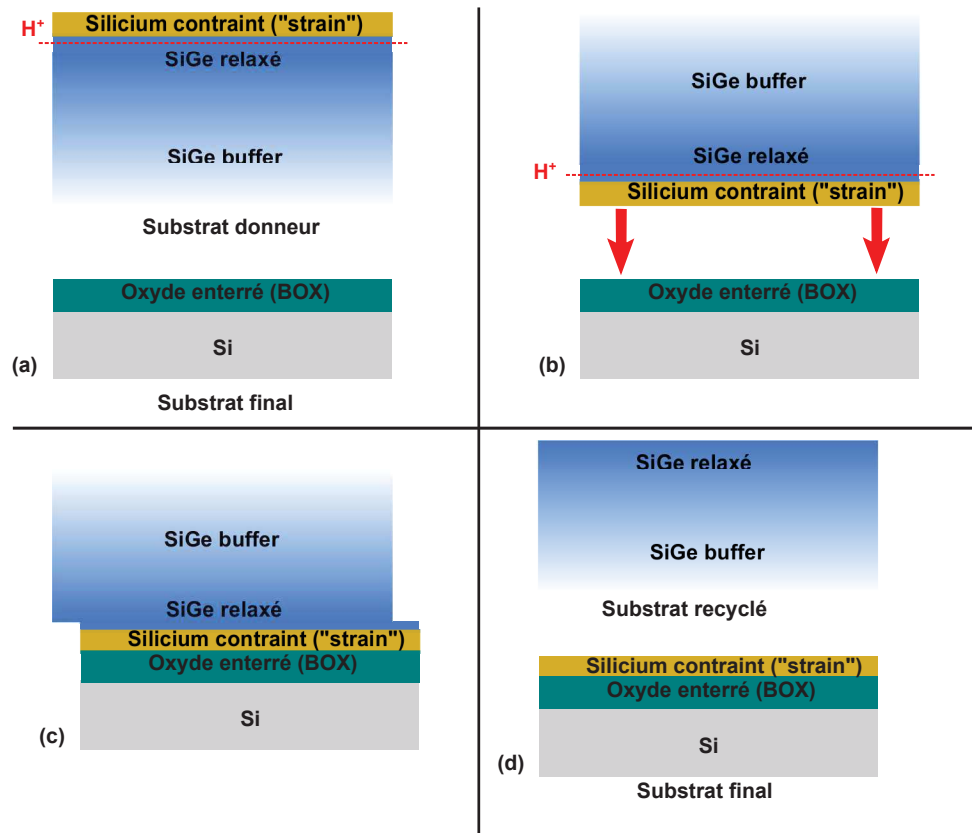 Silicium contraint ("strain")
H+
SiGe relaxé
SiGe buffer
Substrat donneur
Oxyde enterré (BOX)
Si
(a)
Substrat final
SiGe buffer
SiGe relaxé
H+
Silicium contraint ("strain")
Oxyde enterré (BOX)
Si
(b)
SiGe buffer
SiGe relaxé
Silicium contraint ("strain")
Oxyde enterré (BOX)
Si
(c)
SiGe relaxé
SiGe buffer
Substrat recyclé
Silicium contraint ("strain")
Oxyde enterré (BOX)
Si
(d)
Substrat final